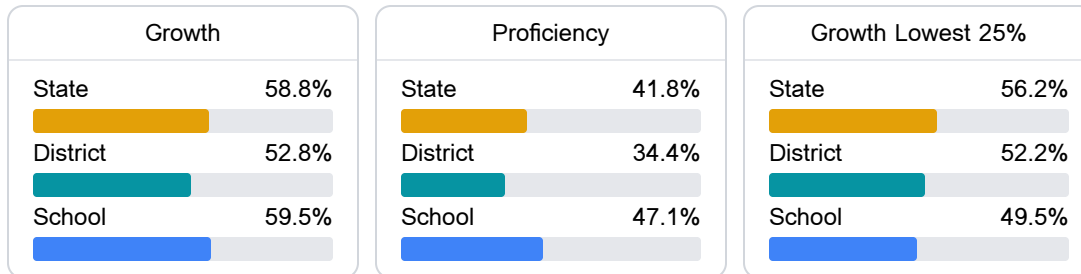 Growth
State 58.8%
District 52.8%
School 59.5%
Proficiency
State 41.8%
District 34.4%
School 47.1%
Growth Lowest 25%
State 56.2%
District 52.2%
School 49.5%